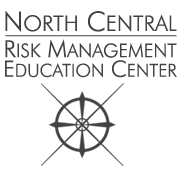 NORTH CENTRAL
RISK MANAGEMENT
EDUCATION CENTER